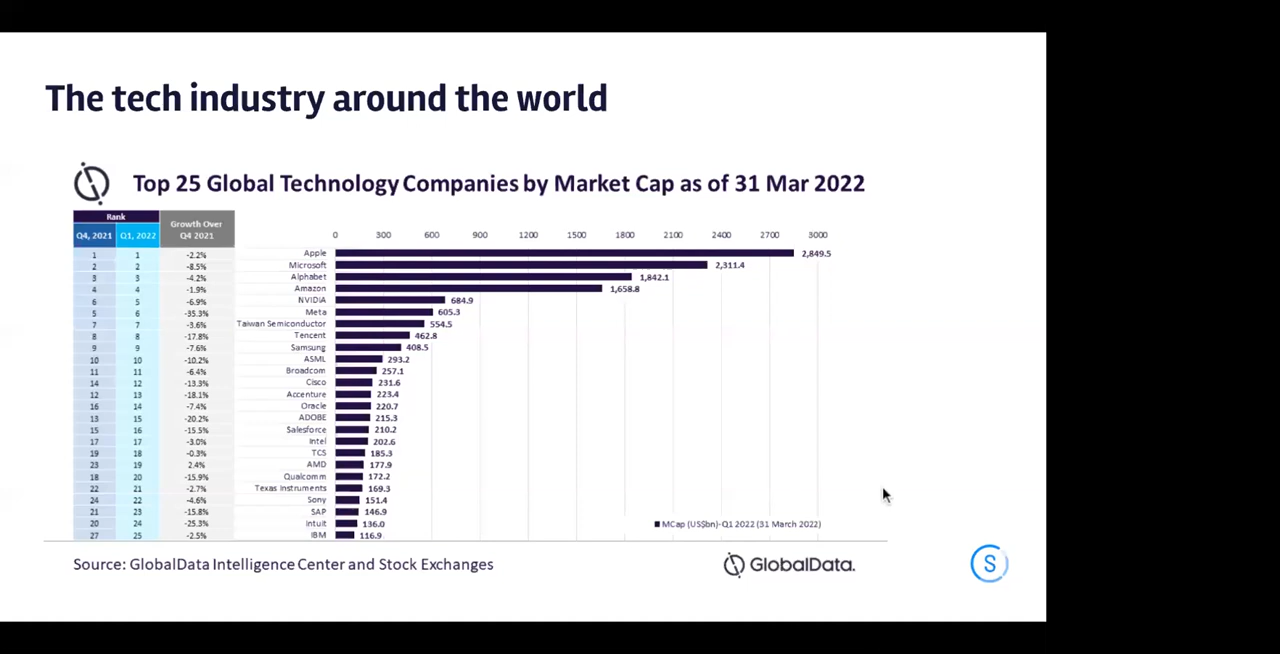 The tech industry around the world
Top 25 Global Technology Companies by Market Cap as of 31 Mar 2022
Rank
Growth Over
Q4 2021
Q4, 2021 Q1, 2022
0 300 600 900 1200 1500 1800 2100 2400 2700 3000
1 1 -2.2% Apple 2,849.5
2 2 -8.5% Microsoft 2,311.4
3 3 -4.2% Alphabet 1,842.1
4 4 -1.9% Amazon 1,658.8
6 5 -6.9% NVIDIA 684.9
5 6 -35.3% Meta 605.3
7 7 -3.6% Taiwan Semiconductor 554.5
8 8 -17.8% Tencent 462.8
9 9 -7.6% Samsung 408.5
10 10 -10.2% ASML 293.2
11 11 -6.4% Broadcom 257.1
14 12 -13.3% Cisco 231.6
12 13 -18.1% Accenture 223.4
16 14 -7.4% Oracle 220.7
13 15 -20.2% ADOBE 215.3
15 16 -15.5% Salesforce 210.2
17 17 -3.0% Intel 202.6
19 18 -0.3% TCS 185.3
23 19 2.4% AMD 177.9
18 20 -15.9% Qualcomm 172.2
22 21 -2.7% Texas Instruments 169.3
24 22 -4.6% Sony 151.4
21 23 -15.8% SAP 146.9
20 24 -25.3% Intuit 136.0
27 25 -2.5% IBM 116.9
MCap (US$bn)-Q1 2022 (31 March 2022)
Source: GlobalData Intelligence Center and Stock Exchanges
GlobalData.
S